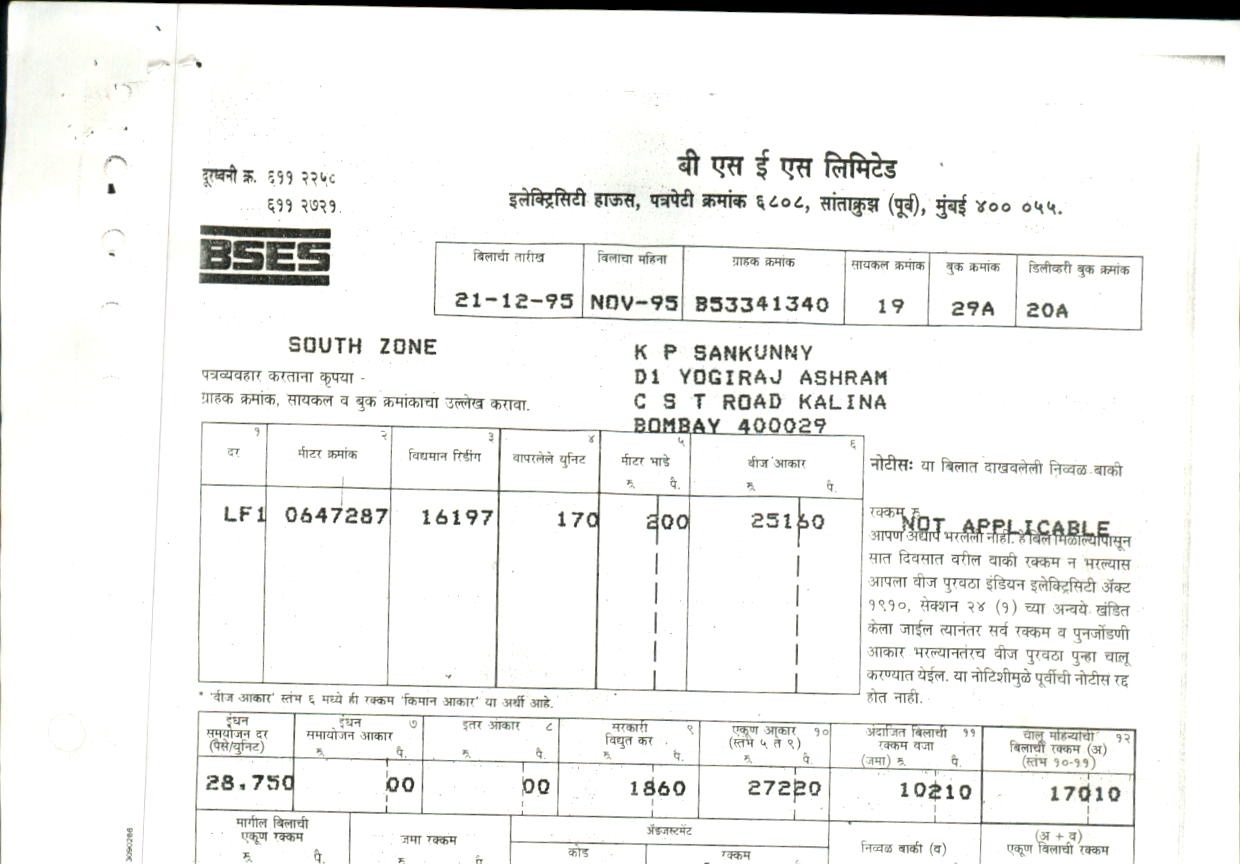 बी एस ई एस लिमिटेड
दूरध्वनी क्र. ६११ २२५८
६११ २७२१.
इलेक्ट्रिसिटी हाऊस, पत्रपेटी क्रमांक ६८०८, सांताक्रुझ (पूर्व), मुंबई ४०० ०५५.
BSES
बिलाची तारीख बिलाचा महिना ग्राहक क्रमांक सायकल क्रमांक बुक क्रमांक डिलीव्हरी बुक क्रमांक
21-12-95 NOV-95 B53341340 19 29A 20A
SOUTH ZONE
K P SANKUNNY
D1 YOGIRAJ ASHRAM
C S T ROAD KALINA
BOMBAY 400029
पत्रव्यवहार करताना कृपया -
ग्राहक क्रमांक, सायकल व बुक क्रमांकाचा उल्लेख करावा.
१ २ ३ ४ ५ ६
दर मीटर क्रमांक विद्यमान रिडींग वापरलेले युनिट मीटर भाडे वीज आकार
रू. पै. रू. पै.
LF1 0647287 16197 170 200 25160
नोटीसः या बिलात दाखवलेली निव्वळ बाकी
रक्कम रू.
NOT APPLICABLE
आपण अद्याप भरलेली नाही. हे बिल मिळाल्यापासून
सात दिवसात वरील बाकी रक्कम न भरल्यास
आपला वीज पुरवठा इंडियन इलेक्ट्रिसिटी ॲक्ट
१९१०, सेक्शन २४ (१) च्या अन्वये खंडित
केला जाईल त्यानंतर सर्व रक्कम व पुनर्जोडणी
आकार भरल्यानंतरच वीज पुरवठा पुन्हा चालू
करण्यात येईल. या नोटिशीमुळे पूर्वीची नोटीस रद्द
होत नाही.
* 'वीज आकार' स्तंभ ६ मध्ये ही रक्कम 'किमान आकार' या अर्थी आहे.
इंधन समायोजन दर (पैसे/युनिट)
इंधन समायोजन आकार ७ रू. पै.
इतर आकार ८ रू. पै.
सरकारी विद्युत कर ९ रू. पै.
एकूण आकार १० (स्तंभ ५ ते ९) रू. पै.
अंदाजित बिलाची ११ रक्कम वजा (जमा) रू. पै.
चालू महिन्याची १२ बिलाची रक्कम (अ) (स्तंभ १०-११)
28.750 00 00 1860 27220 10210 17010
मागील बिलाची एकूण रक्कम रू. पै.
जमा रक्कम रू. पै.
ॲडजस्टमेंट
कोड रक्कम
निव्वळ बाकी (ब)
(अ + ब)
एकूण बिलाची रक्कम
3090286